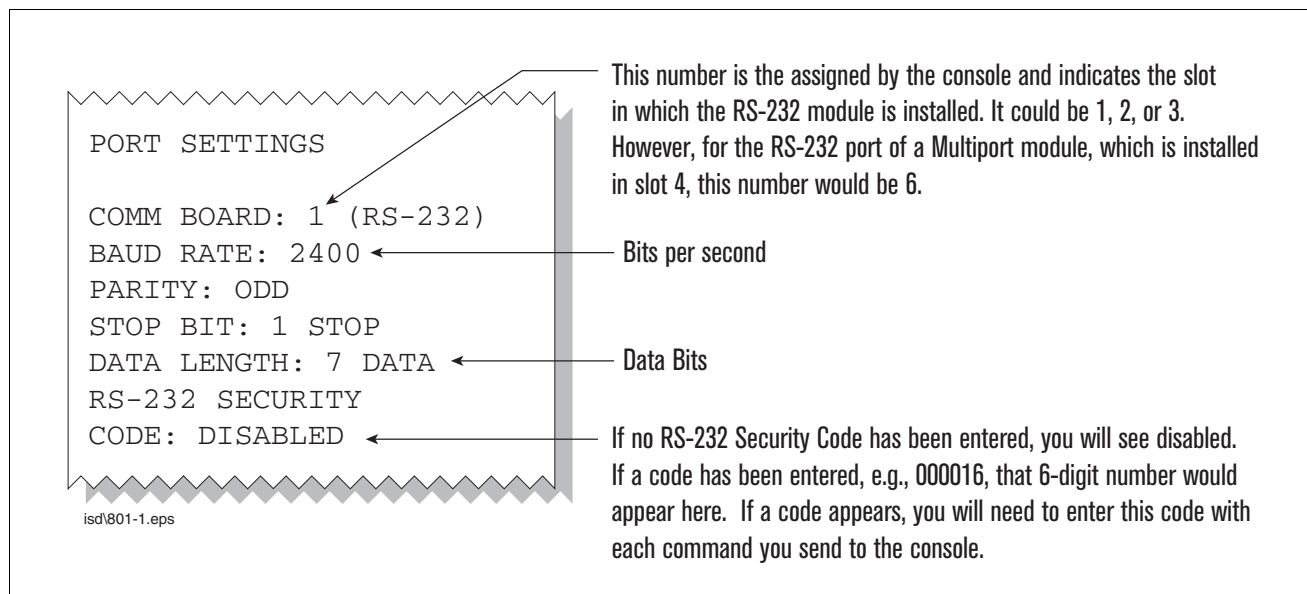 This number is the assigned by the console and indicates the slot
in which the RS-232 module is installed. It could be 1, 2, or 3.
However, for the RS-232 port of a Multiport module, which is installed
in slot 4, this number would be 6.
PORT SETTINGS
COMM BOARD: 1 (RS-232)
BAUD RATE: 2400
Bits per second
PARITY: ODD
STOP BIT: 1 STOP
DATA LENGTH: 7 DATA
Data Bits
RS-232 SECURITY
CODE: DISABLED
If no RS-232 Security Code has been entered, you will see disabled.
If a code has been entered, e.g., 000016, that 6-digit number would
appear here. If a code appears, you will need to enter this code with
each command you send to the console.
isd\801-1.eps